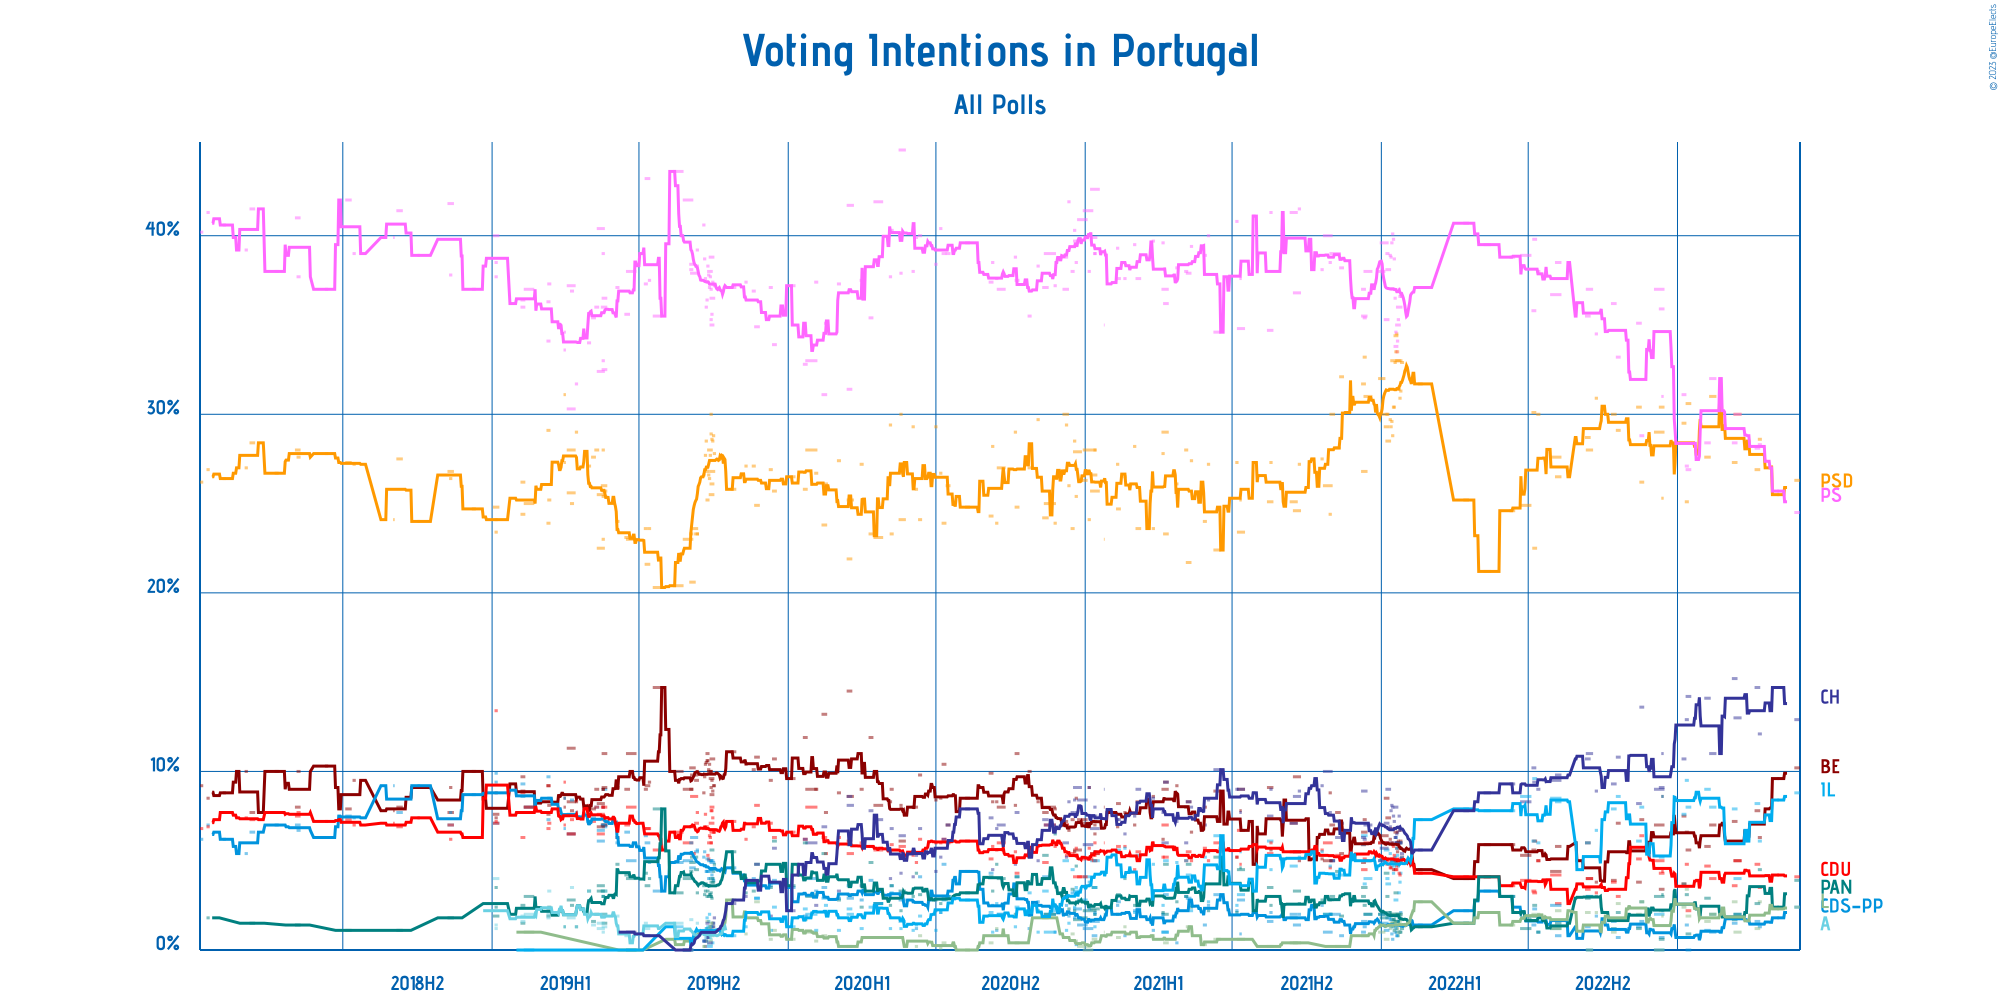 Voting Intentions in Portugal
All Polls
© 2023 @EuropeElects
40%
30%
20%
10%
0%
PSD
PS
CH
BE
IL
CDU
PAN
CDS-PP
A
2018H2
2019H1
2019H2
2020H1
2020H2
2021H1
2021H2
2022H1
2022H2